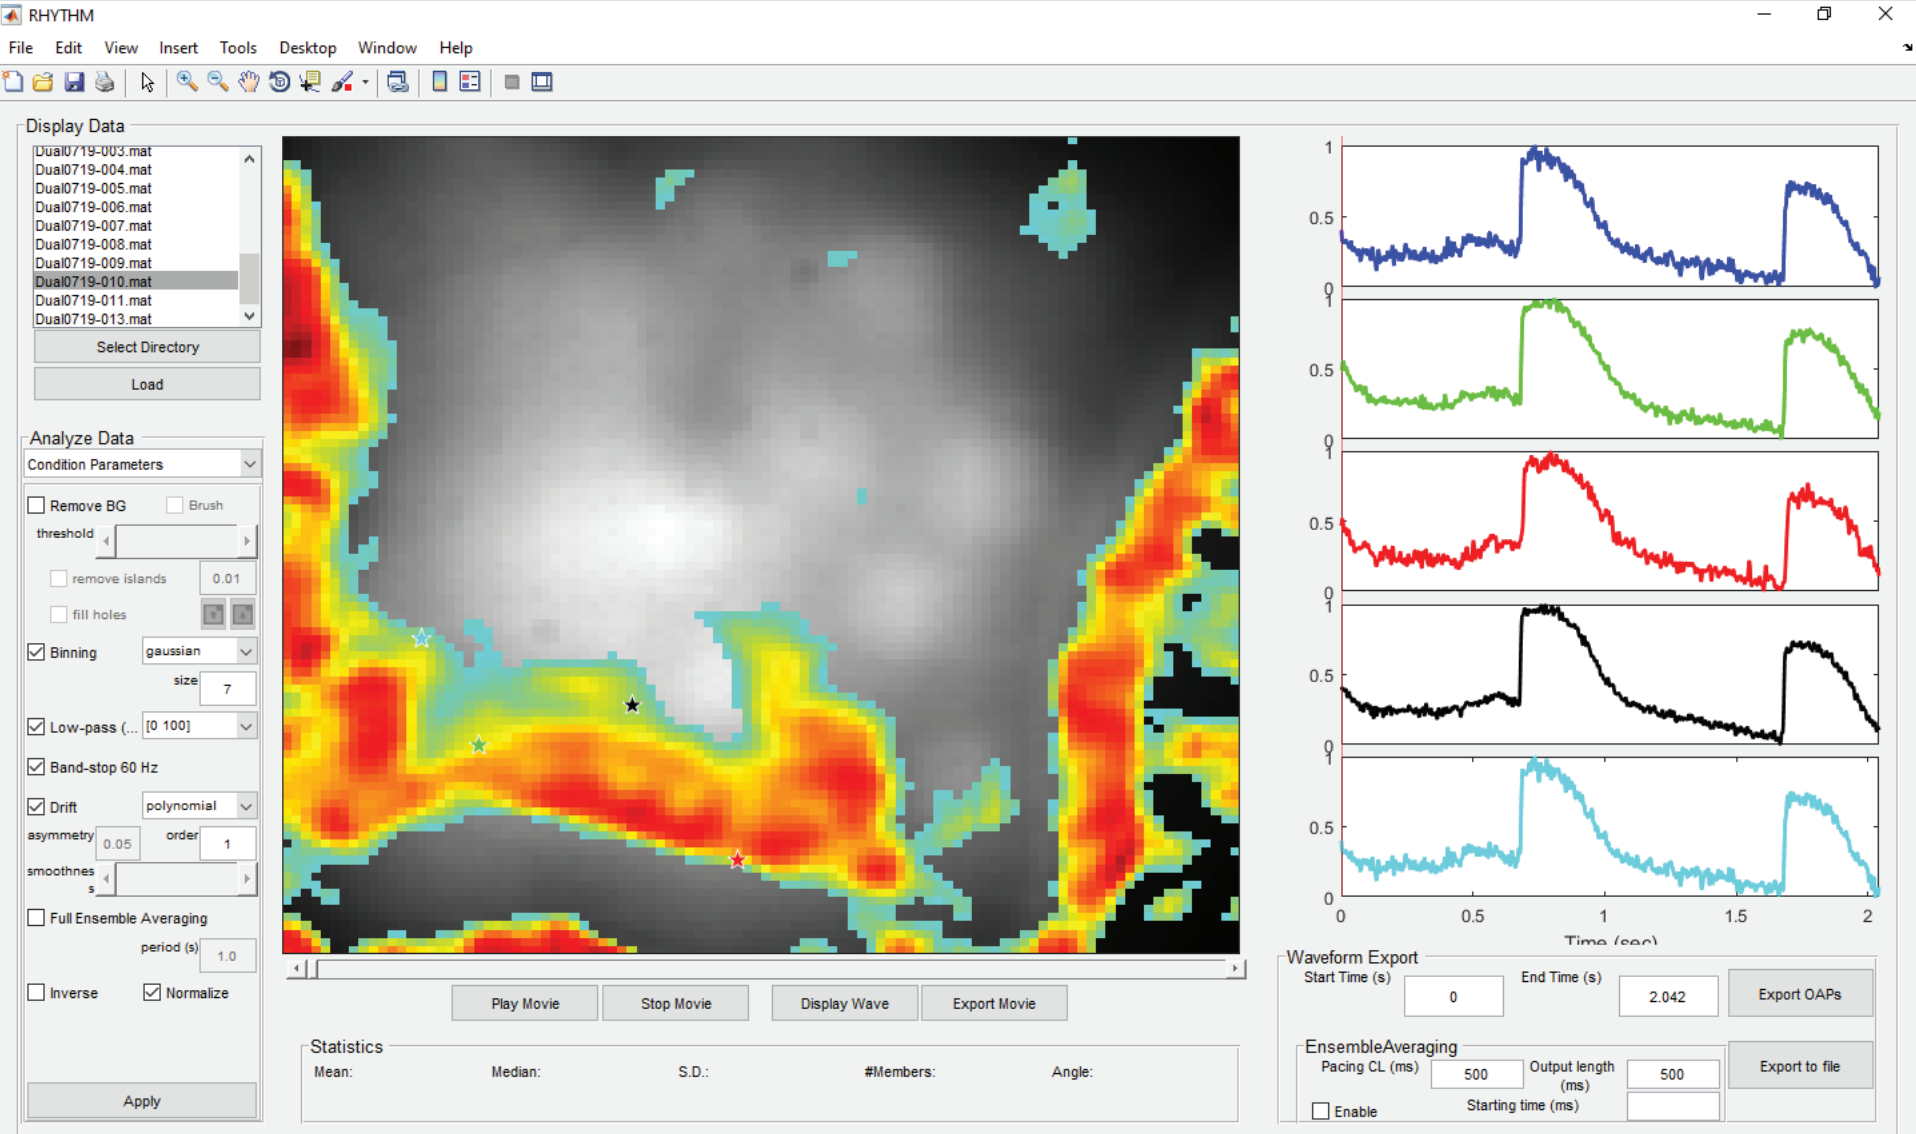 RHYTHM
File Edit View Insert Tools Desktop Window Help
Display Data
Dual0719-003.mat
Dual0719-004.mat
Dual0719-005.mat
Dual0719-006.mat
Dual0719-007.mat
Dual0719-008.mat
Dual0719-009.mat
Dual0719-010.mat
Dual0719-011.mat
Dual0719-013.mat
Select Directory
Load
Analyze Data
Condition Parameters
Remove BG Brush
threshold
remove islands 0.01
fill holes
Binning gaussian
size 7
Low-pass (... [0 100]
Band-stop 60 Hz
Drift polynomial
asymmetry 0.05 order 1
smoothnes
s
Full Ensemble Averaging
period (s) 1.0
Inverse Normalize
Apply
Play Movie Stop Movie Display Wave Export Movie
Statistics
Mean: Median: S.D.: #Members: Angle:
1
0.5
0
1
0.5
0
1
0.5
0
1
0.5
0
1
0.5
0
0 0.5 1 1.5 2
Time (sec)
Waveform Export
Start Time (s) 0 End Time (s) 2.042 Export OAPs
EnsembleAveraging
Pacing CL (ms) 500 Output length
(ms) 500 Export to file
Enable Starting time (ms)